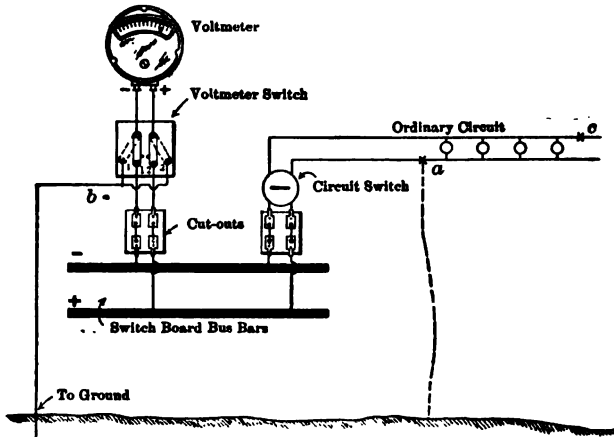 Voltmeter
- +
Voltmeter Switch
Ordinary Circuit
c
a
Circuit Switch
b
Cut-outs
-
+
Switch Board Bus Bars
To Ground